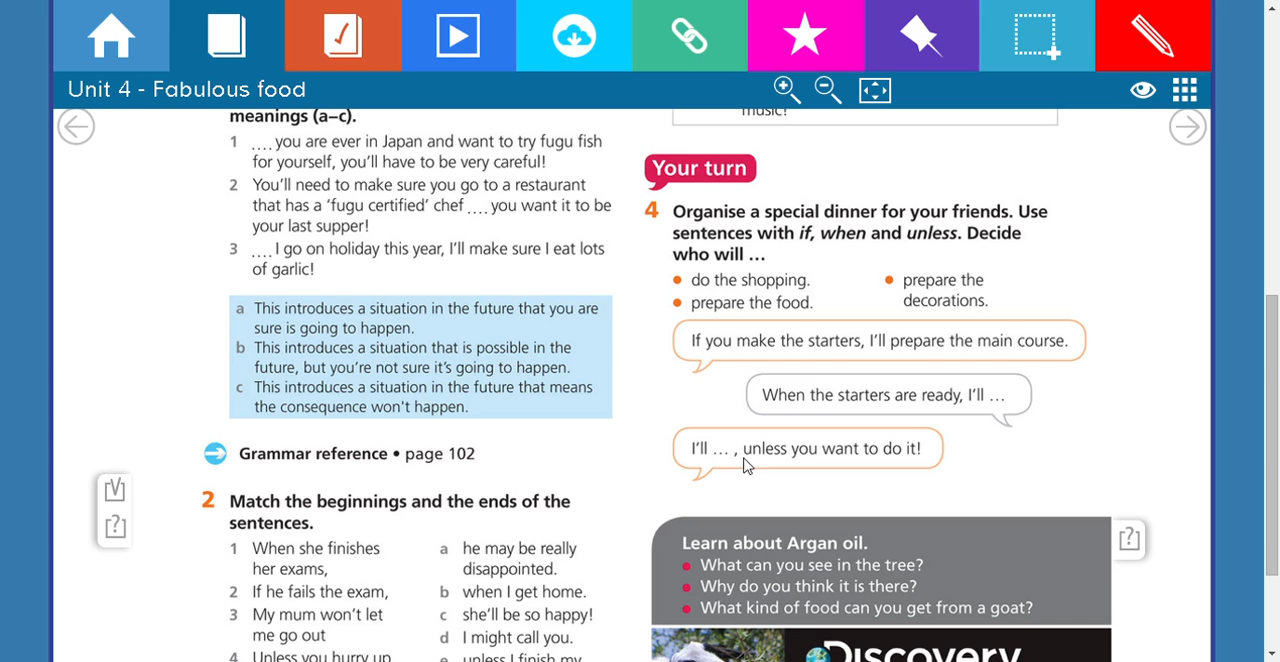 Unit 4 - Fabulous food
meanings (a–c).
1 .... you are ever in Japan and want to try fugu fish
for yourself, you'll have to be very careful!
2 You'll need to make sure you go to a restaurant
that has a 'fugu certified' chef .... you want it to be
your last supper!
3 .... I go on holiday this year, I'll make sure I eat lots
of garlic!
a This introduces a situation in the future that you are
sure is going to happen.
b This introduces a situation that is possible in the
future, but you're not sure it's going to happen.
c This introduces a situation in the future that means
the consequence won't happen.
Grammar reference • page 102
2 Match the beginnings and the ends of the
sentences.
1 When she finishes
her exams,
2 If he fails the exam,
3 My mum won't let
me go out
4 Unless you hurry up
a he may be really
disappointed.
b when I get home.
c she'll be so happy!
d I might call you.
e unless I finish my
music!
Your turn
4 Organise a special dinner for your friends. Use
sentences with if, when and unless. Decide
who will ...
• do the shopping.
• prepare the food.
• prepare the
decorations.
If you make the starters, I'll prepare the main course.
When the starters are ready, I'll ...
I'll ... , unless you want to do it!
Learn about Argan oil.
• What can you see in the tree?
• Why do you think it is there?
• What kind of food can you get from a goat?
Discovery